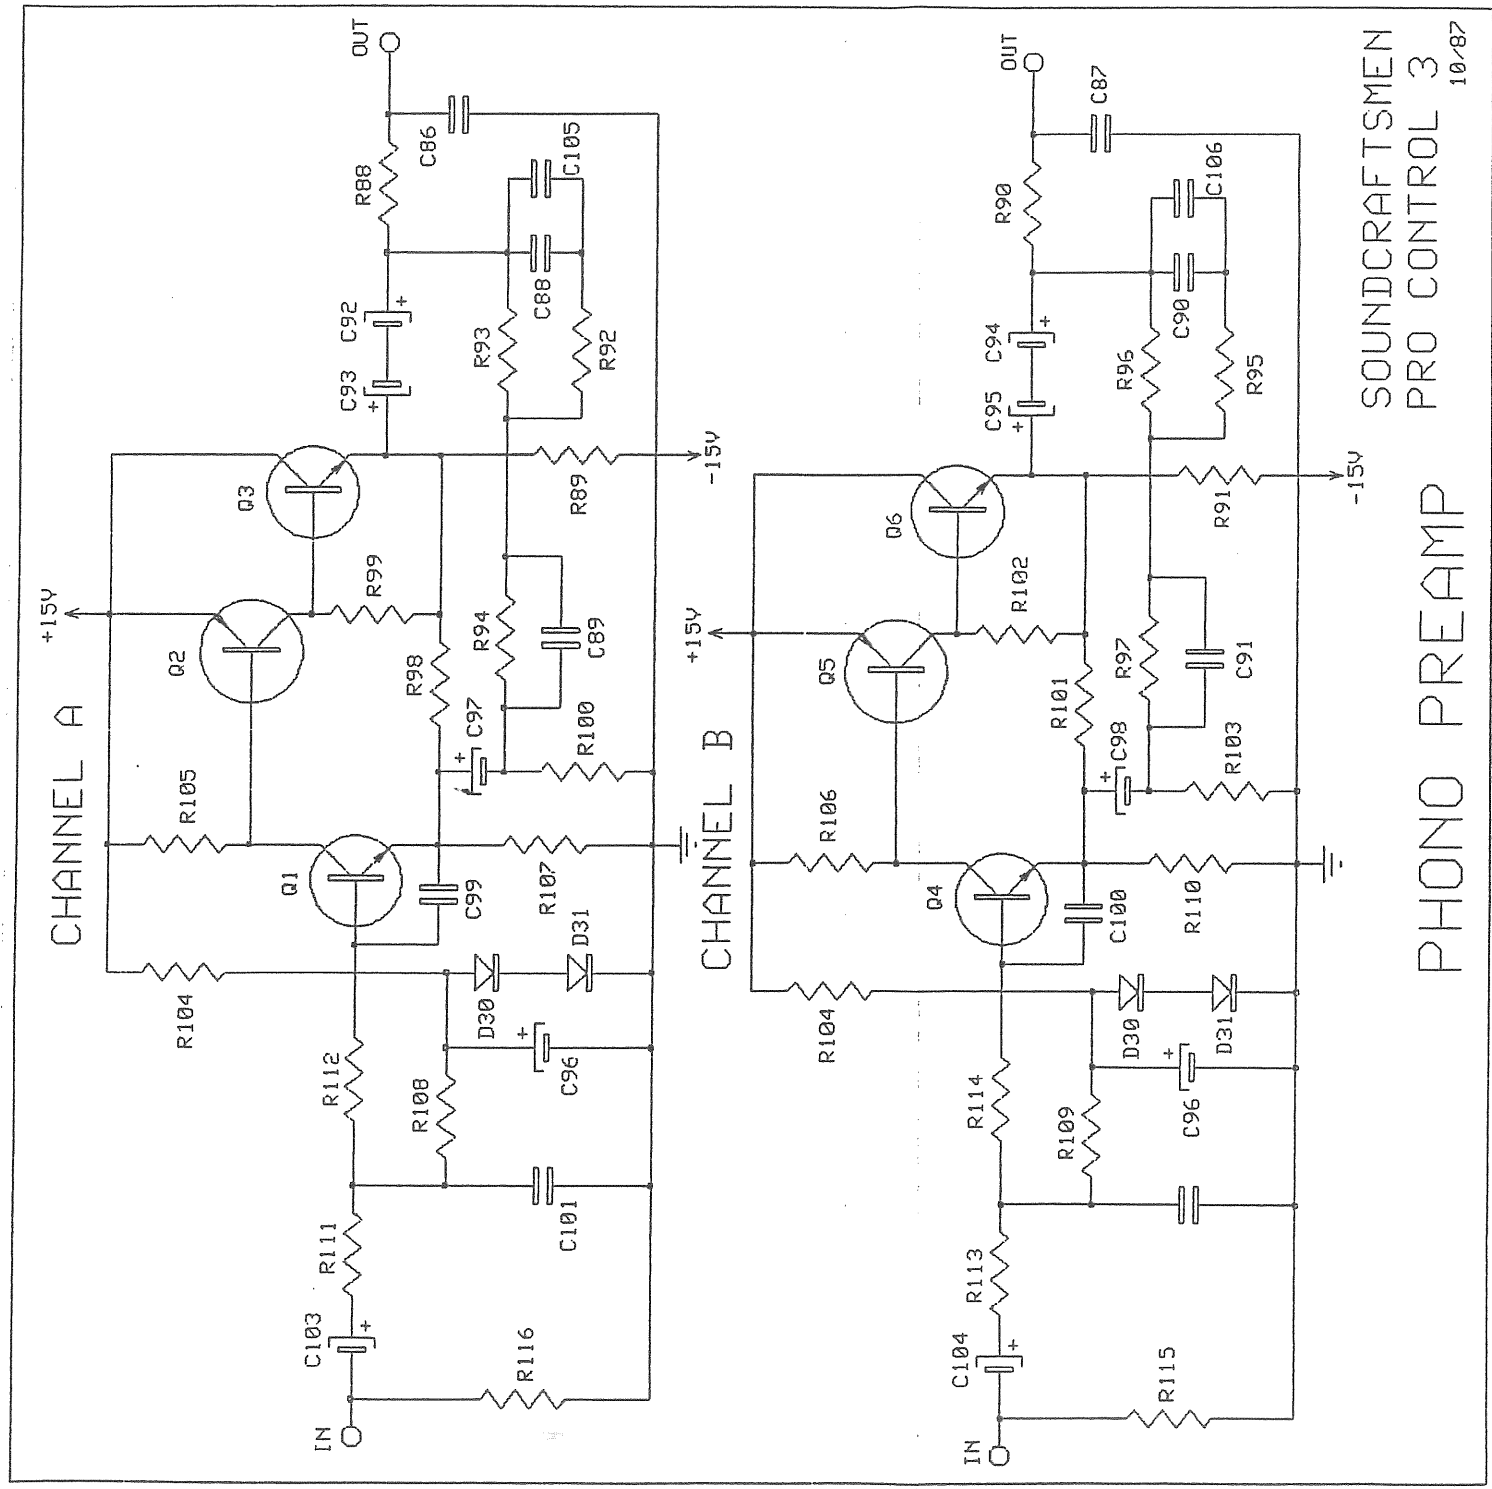 CHANNEL A
+15V
IN
C103
R116
R111
R112
C101
R108
C96
R104
D30
D31
Q1
C99
R107
R105
Q2
R98
C97
R100
R94
C89
R99
Q3
R89
-15V
C93
C92
R93
R92
C88
C105
R88
C86
OUT
CHANNEL B
+15V
IN
C104
R115
R113
R114
R109
C96
R104
D30
D31
Q4
C100
R110
R106
Q5
R101
C98
R103
R97
C91
R102
Q6
R91
-15V
C95
C94
R96
R95
C90
C106
R90
C87
OUT
PHONO PREAMP
SOUNDCRAFTSMEN
PRO CONTROL 3
10/87